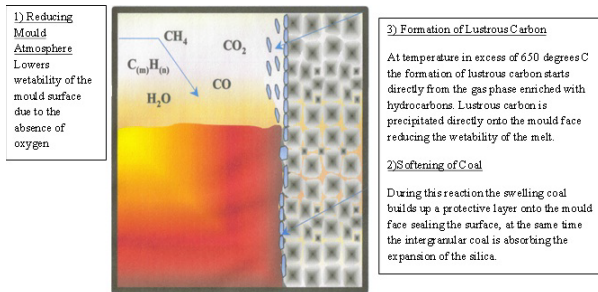 1) Reducing
Mould
Atmosphere
Lowers
wetability of the
mould surface
due to the
absence of
oxygen
CH4
CO2
C(m)H(n)
CO
H2O
3) Formation of Lustrous Carbon
At temperature in excess of 650 degrees C
the formation of lustrous carbon starts
directly from the gas phase enriched with
hydrocarbons. Lustrous carbon is
precipitated directly onto the mould face
reducing the wetability of the melt.
2)Softening of Coal
During this reaction the swelling coal
builds up a protective layer onto the mould
face sealing the surface, at the same time
the intergranular coal is absorbing the
expansion of the silica.